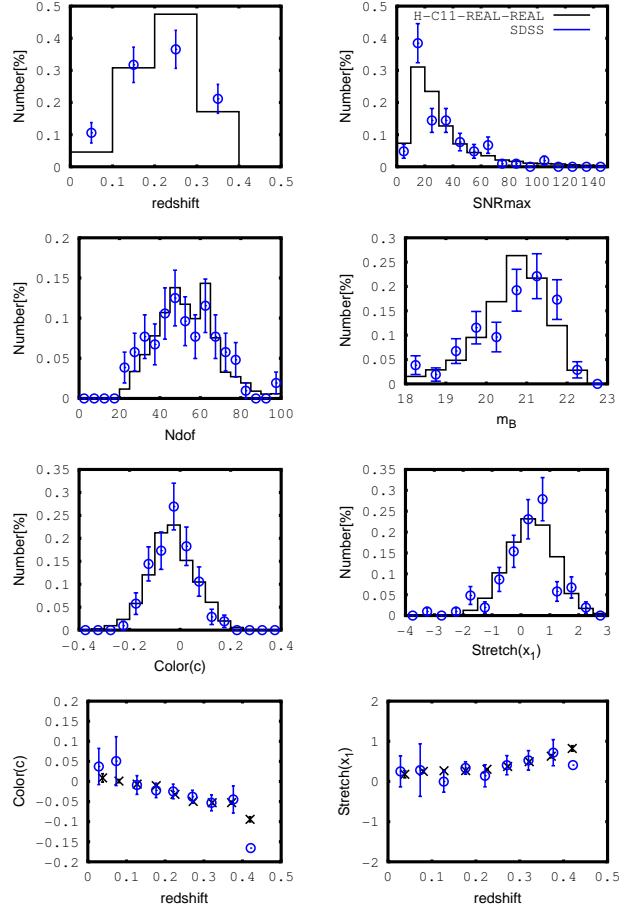 0.5
0.4
0.3
0.2
0.1
0
Number[%]
0 0.1 0.2 0.3 0.4 0.5
redshift
H-C11-REAL-REAL
SDSS
0.5
0.4
0.3
0.2
0.1
0
Number[%]
20 40 60 80 100 120 140
SNRmax
0.2
0.15
0.1
0.05
0
Number[%]
0 20 40 60 80 100
Ndof
0.3
0.25
0.2
0.15
0.1
0.05
0
Number[%]
18 19 20 21 22 23
m_B
0.35
0.3
0.25
0.2
0.15
0.1
0.05
0
Number[%]
-0.4 -0.2 0 0.2 0.4
Color(c)
0.35
0.3
0.25
0.2
0.15
0.1
0.05
0
Number[%]
-4 -3 -2 -1 0 1 2 3
Stretch(x_1)
0.2
0.15
0.1
0.05
0
-0.05
-0.1
-0.15
-0.2
Color(c)
0 0.1 0.2 0.3 0.4 0.5
redshift
2
1
0
-1
-2
Stretch(x_1)
0 0.1 0.2 0.3 0.4 0.5
redshift